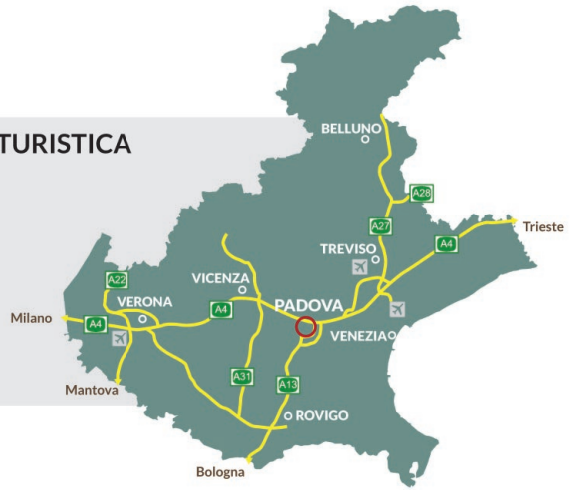 TURISTICA
BELLUNO
A28
A27
Trieste
A4
TREVISO
A22
VICENZA
VERONA
A4
PADOVA
Milano
A4
VENEZIA
A31
A13
Mantova
ROVIGO
Bologna